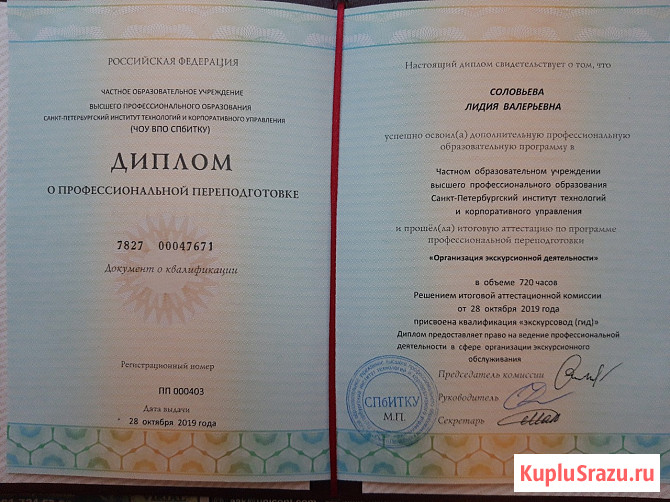 РОССИЙСКАЯ ФЕДЕРАЦИЯ
ЧАСТНОЕ ОБРАЗОВАТЕЛЬНОЕ УЧРЕЖДЕНИЕ
ВЫСШЕГО ПРОФЕССИОНАЛЬНОГО ОБРАЗОВАНИЯ
САНКТ-ПЕТЕРБУРГСКИЙ ИНСТИТУТ ТЕХНОЛОГИЙ И КОРПОРАТИВНОГО УПРАВЛЕНИЯ
(ЧОУ ВПО СПБИТКУ)
ДИПЛОМ
О ПРОФЕССИОНАЛЬНОЙ ПЕРЕПОДГОТОВКЕ
7827 00047671
Документ о квалификации
Регистрационный номер
ПП 000403
Дата выдачи
28 октября 2019 года
Настоящий диплом свидетельствует о том, что
СОЛОВЬЕВА
ЛИДИЯ ВАЛЕРЬЕВНА
успешно освоил(а) дополнительную профессиональную
образовательную программу в
Частном образовательном учреждении
высшего профессионального образования
Санкт-Петербургский институт технологий
и корпоративного управления
и прошёл(ла) итоговую аттестацию по программе
профессиональной переподготовки
«Организация экскурсионной деятельности»
в объеме 720 часов
Решением итоговой аттестационной комиссии
от 28 октября 2019 года
присвоена квалификация «экскурсовод (гид)»
Диплом предоставляет право на ведение профессиональной
деятельности в сфере организации экскурсионного
обслуживания
Председатель комиссии
Руководитель
Секретарь
СПбИТКУ
М.П.
KupluSrazu.ru